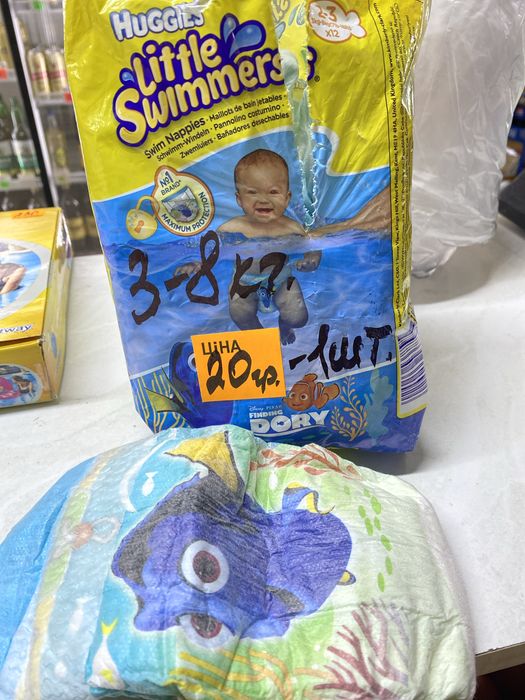 HUGGIES®
Little
Swimmers®
2-3
x12
Swim Nappies · Maillots de bain jetables
Schwimm-Windeln · Pannolino costumino
Zwemluiers · Bañadores desechables
No1
BRAND*
MAXIMUM PROTECTION
3-8 кг.
ЦІНА
20 гр.
-1шт.
DISNEY·PIXAR
FINDING
DORY
way